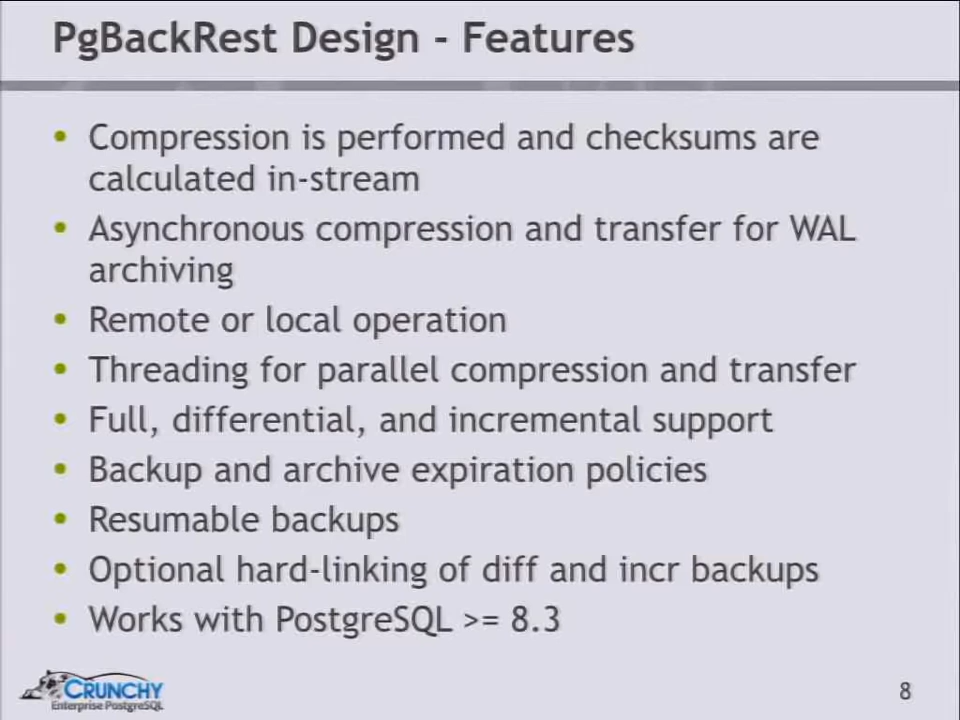 PgBackRest Design - Features
• Compression is performed and checksums are
calculated in-stream
• Asynchronous compression and transfer for WAL
archiving
• Remote or local operation
• Threading for parallel compression and transfer
• Full, differential, and incremental support
• Backup and archive expiration policies
• Resumable backups
• Optional hard-linking of diff and incr backups
• Works with PostgreSQL >= 8.3
CRUNCHY
Enterprise PostgreSQL
8